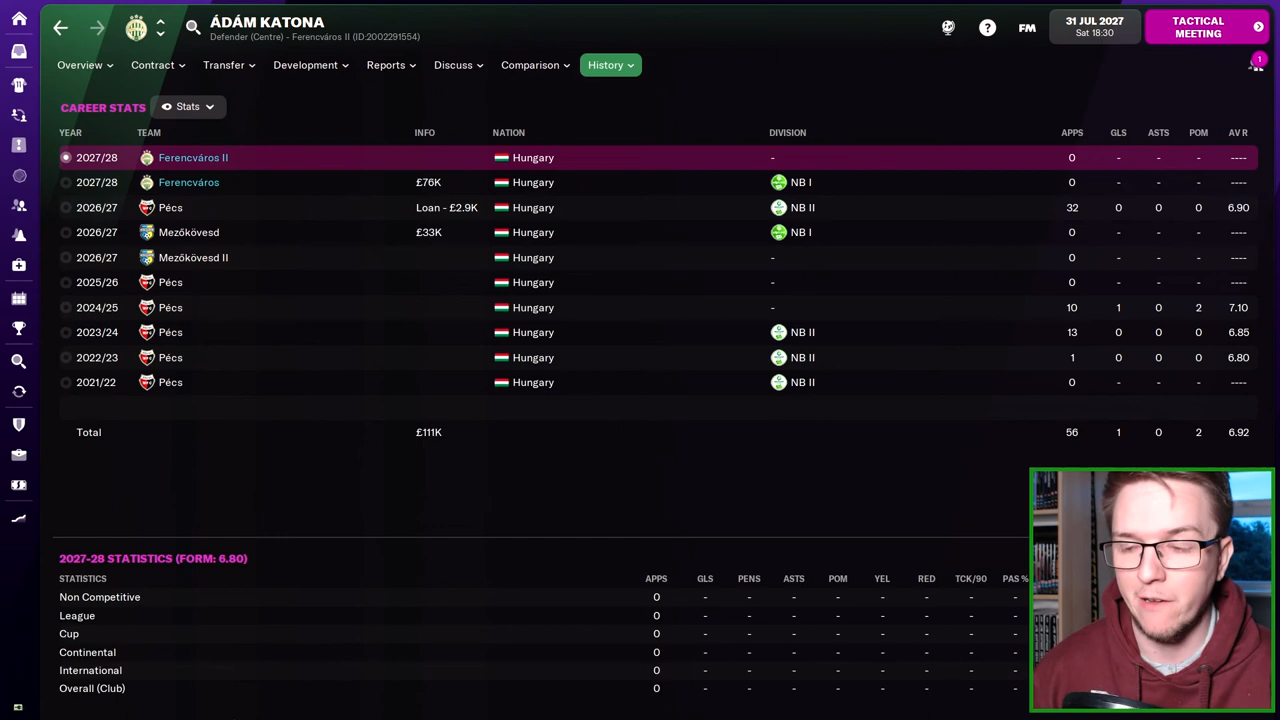 ÁDÁM KATONA
Defender (Centre) - Ferencváros II (ID:2002291554)
FM
31 JUL 2027
Sat 18:30
TACTICAL MEETING
Overview
Contract
Transfer
Development
Reports
Discuss
Comparison
History
1
CAREER STATS
Stats
YEAR TEAM INFO NATION DIVISION APPS GLS ASTS POM AV R
2027/28 Ferencváros II Hungary - 0 - - - ----
2027/28 Ferencváros £76K Hungary NB I 0 - - - ----
2026/27 Pécs Loan - £2.9K Hungary NB II 32 0 0 0 6.90
2026/27 Mezőkövesd £33K Hungary NB I 0 - - - ----
2026/27 Mezőkövesd II Hungary - 0 - - - ----
2025/26 Pécs Hungary - 0 - - - ----
2024/25 Pécs Hungary - 10 1 0 2 7.10
2023/24 Pécs Hungary NB II 13 0 0 0 6.85
2022/23 Pécs Hungary NB II 1 0 0 0 6.80
2021/22 Pécs Hungary NB II 0 - - - ----
Total £111K 56 1 0 2 6.92
2027-28 STATISTICS (FORM: 6.80)
STATISTICS APPS GLS PENS ASTS POM YEL RED TCK/90 PAS %
Non Competitive 0 - - - - - - - -
League 0 - - - - - - - -
Cup 0 - - - - - - - -
Continental 0 - - - - - - - -
International 0 - - - - - - - -
Overall (Club) 0 - - - - - - - -